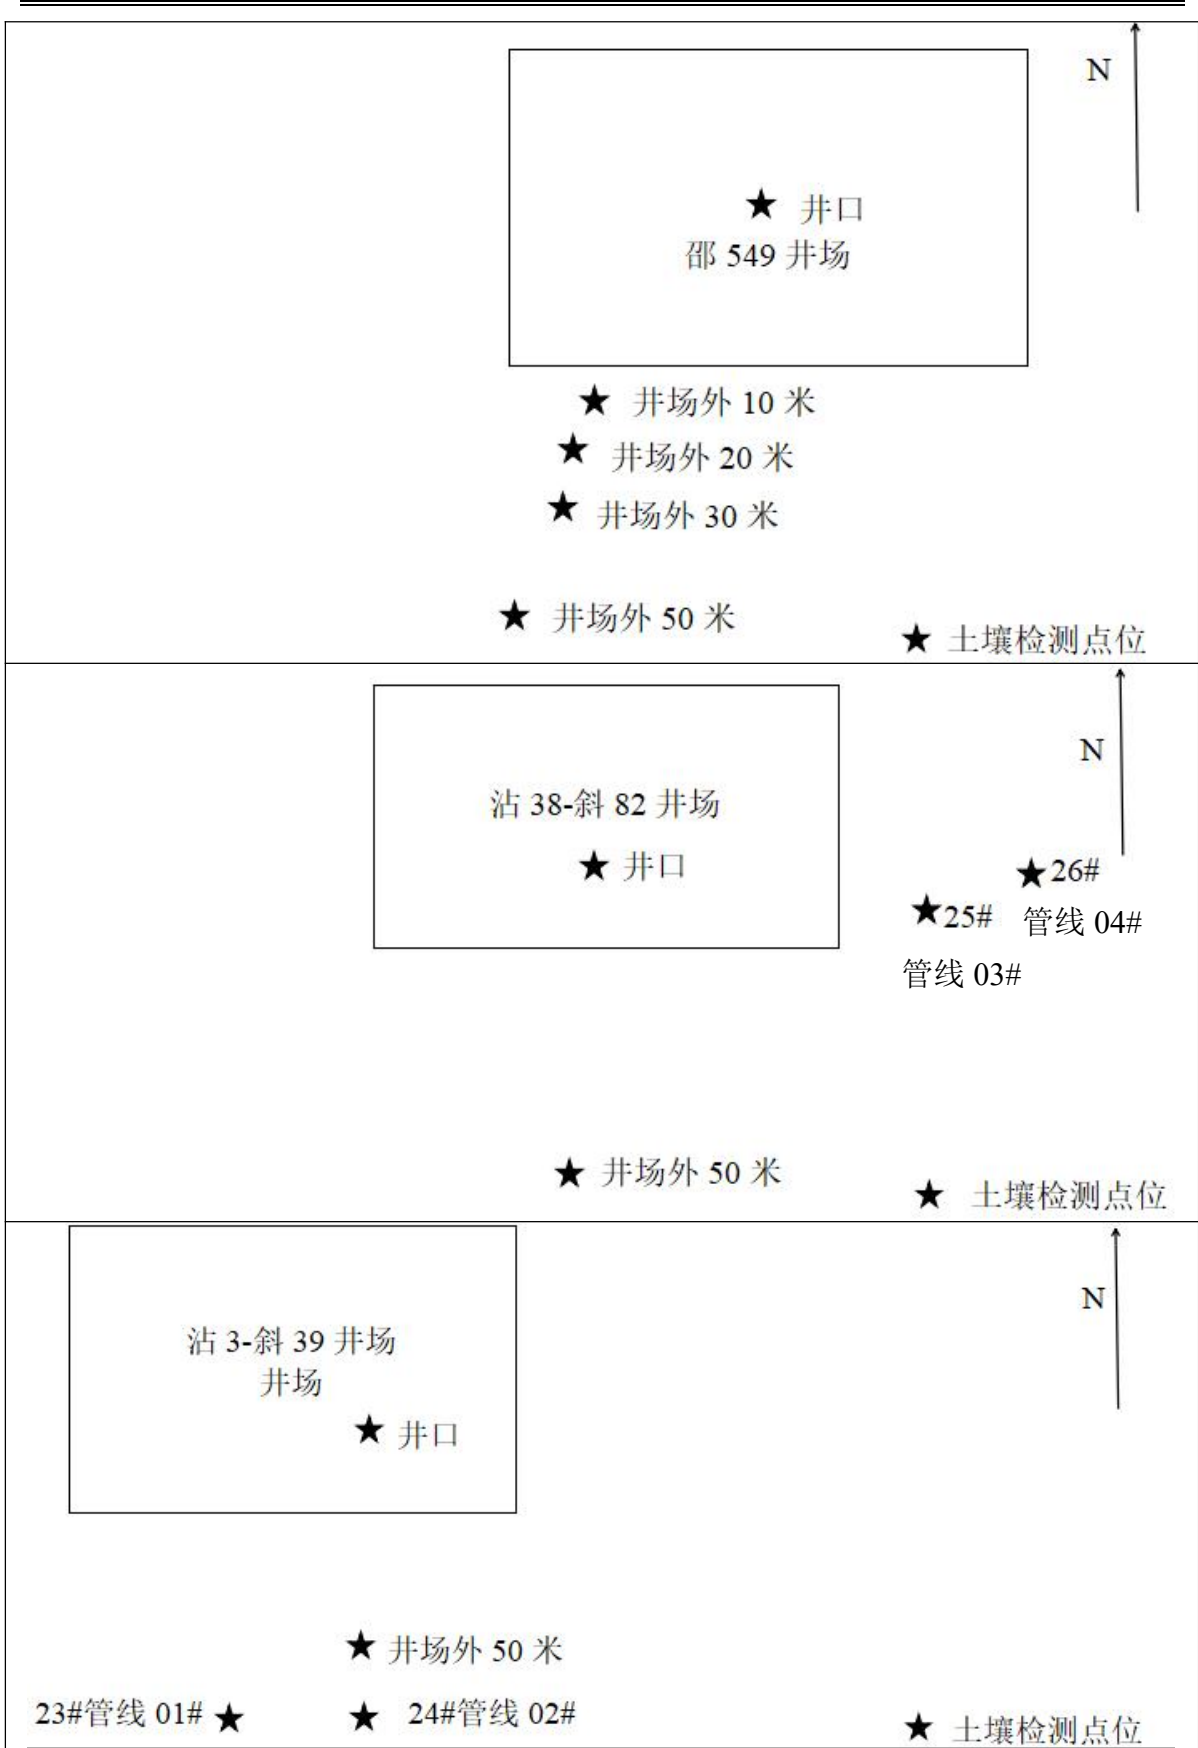 N
★ 井口
邵 549 井场
★ 井场外 10 米
★ 井场外 20 米
★ 井场外 30 米
★ 井场外 50 米
★ 土壤检测点位
N
沾 38-斜 82 井场
★ 井口
★26#
★25#
管线 04#
管线 03#
★ 井场外 50 米
★ 土壤检测点位
N
沾 3-斜 39 井场
井场
★ 井口
★ 井场外 50 米
23#管线 01# ★
★ 24#管线 02#
★ 土壤检测点位